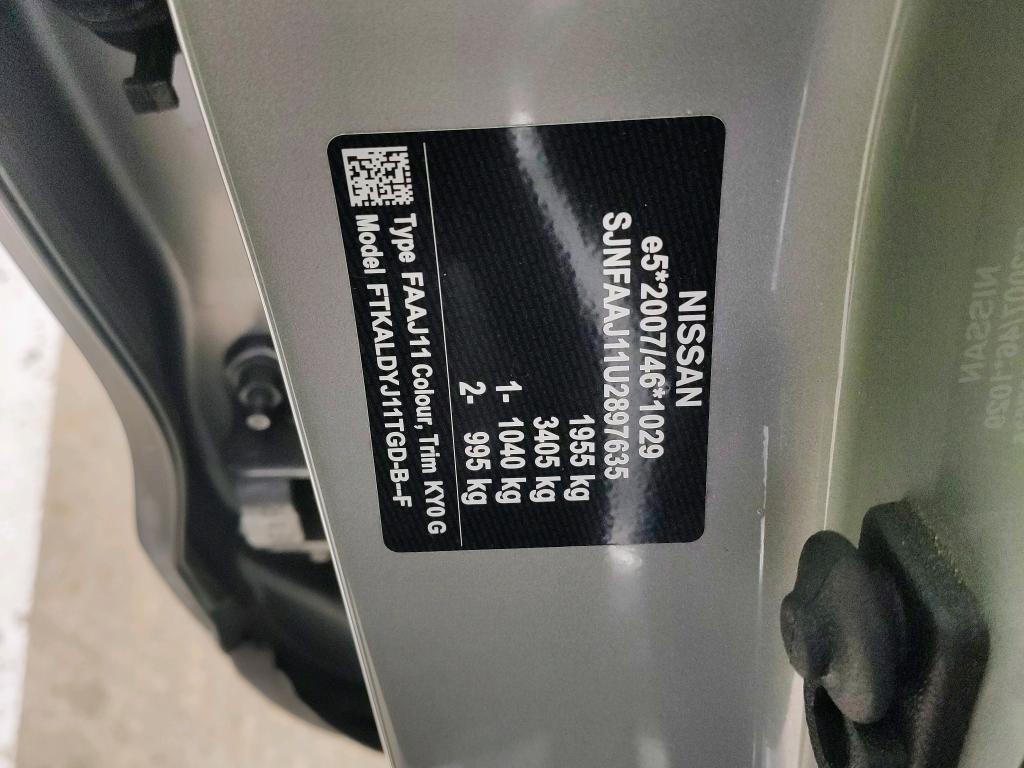 NISSAN
e5*2007/46*1029
SJNFAAJ11U2897635
1955 kg
3405 kg
1- 1040 kg
2- 995 kg
Type FAAJ11 Colour, Trim KY0 G
Model FTKALDYJ11TGD-B--F